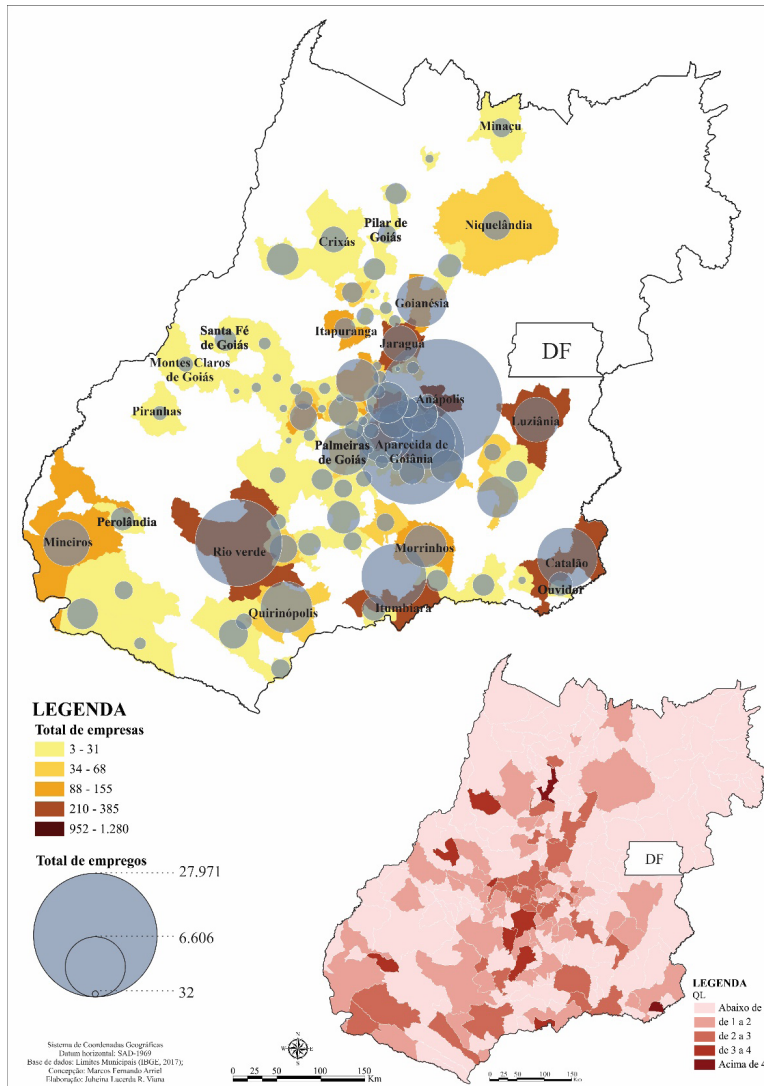 Minaçu
Niquelândia
Pilar de
Goiás
Crixás
Goianésia
Itapuranga
Jaragua
Santa Fé
de Goiás
Montes Claros
de Goiás
Piranhas
DF
Anápolis
Luziânia
Palmeiras
de Goiás
Aparecida de
Goiânia
Perolândia
Mineiros
Rio verde
Morrinhos
Catalão
Ouvidor
Quirinópolis
Itumbiara
LEGENDA
Total de empresas
3 - 31
34 - 68
88 - 155
210 - 385
952 - 1.280
Total de empregos
27.971
6.606
32
Sistema de Coordenadas Geográficas
Datum horizontal: SAD-1969
Base de dados: Limites Municipais (IBGE, 2017);
Concepção: Marcos Fernando Arriel
Elaboração: Juheina Lacerda R. Viana
N
W E
S
0 25 50 100 150
Km
DF
LEGENDA
QL
Abaixo de
de 1 a 2
de 2 a 3
de 3 a 4
Acima de 4
0 25 50 100 150
Km